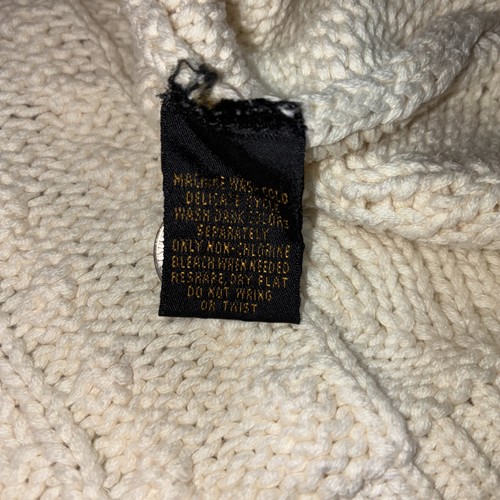 MACHINE WASH COLD
DELICATE CYCLE
WASH DARK COLORS
SEPARATELY
ONLY NON-CHLORINE
BLEACH WHEN NEEDED
RESHAPE, DRY FLAT
DO NOT WRING
OR TWIST